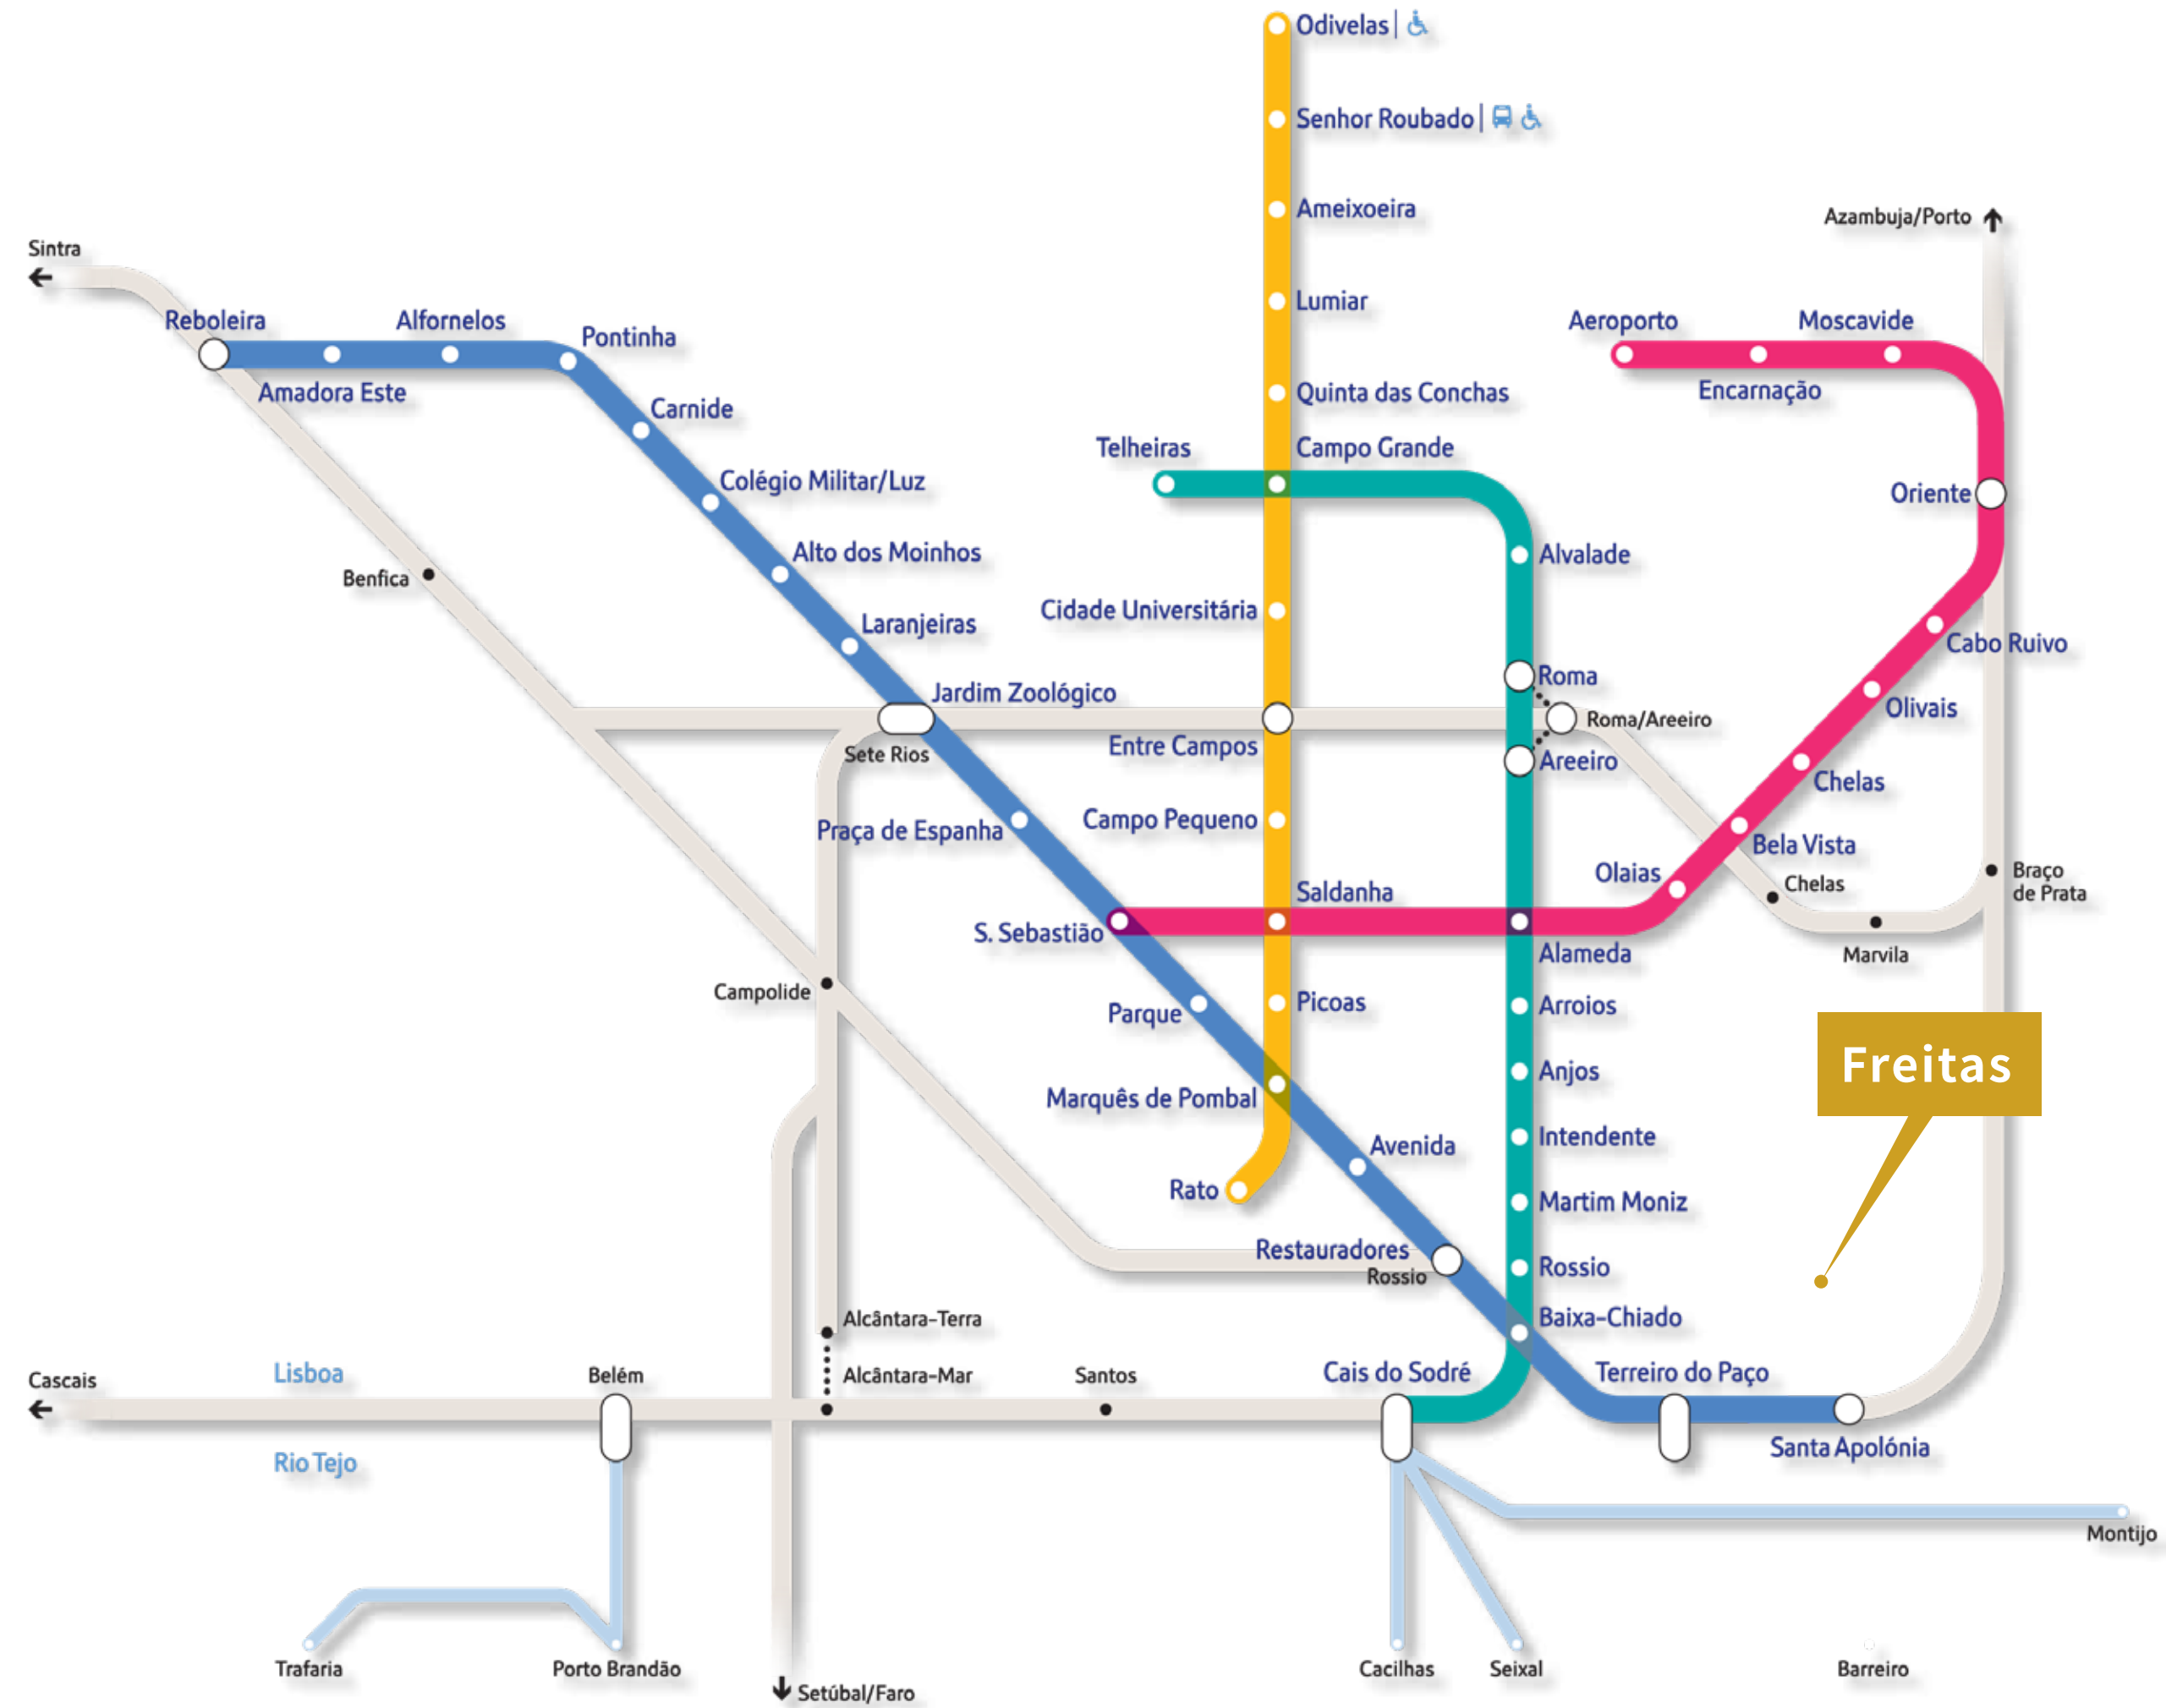 Odivelas
Senhor Roubado
Ameixoeira
Azambuja/Porto
Sintra
Lumiar
Reboleira
Alfornelos
Pontinha
Aeroporto
Moscavide
Amadora Este
Encarnação
Quinta das Conchas
Carnide
Telheiras
Campo Grande
Colégio Militar/Luz
Oriente
Alto dos Moinhos
Alvalade
Benfica
Cidade Universitária
Laranjeiras
Cabo Ruivo
Roma
Jardim Zoológico
Olivais
Roma/Areeiro
Entre Campos
Sete Rios
Areeiro
Chelas
Campo Pequeno
Praça de Espanha
Bela Vista
Olaias
Chelas
Braço
de Prata
Saldanha
S. Sebastião
Alameda
Marvila
Campolide
Picoas
Parque
Arroios
Freitas
Anjos
Marquês de Pombal
Intendente
Avenida
Rato
Martim Moniz
Restauradores
Rossio
Rossio
Baixa-Chiado
Alcântara-Terra
Cascais
Lisboa
Belém
Alcântara-Mar
Santos
Cais do Sodré
Terreiro do Paço
Santa Apolónia
Rio Tejo
Montijo
Trafaria
Porto Brandão
Cacilhas
Seixal
Barreiro
Setúbal/Faro